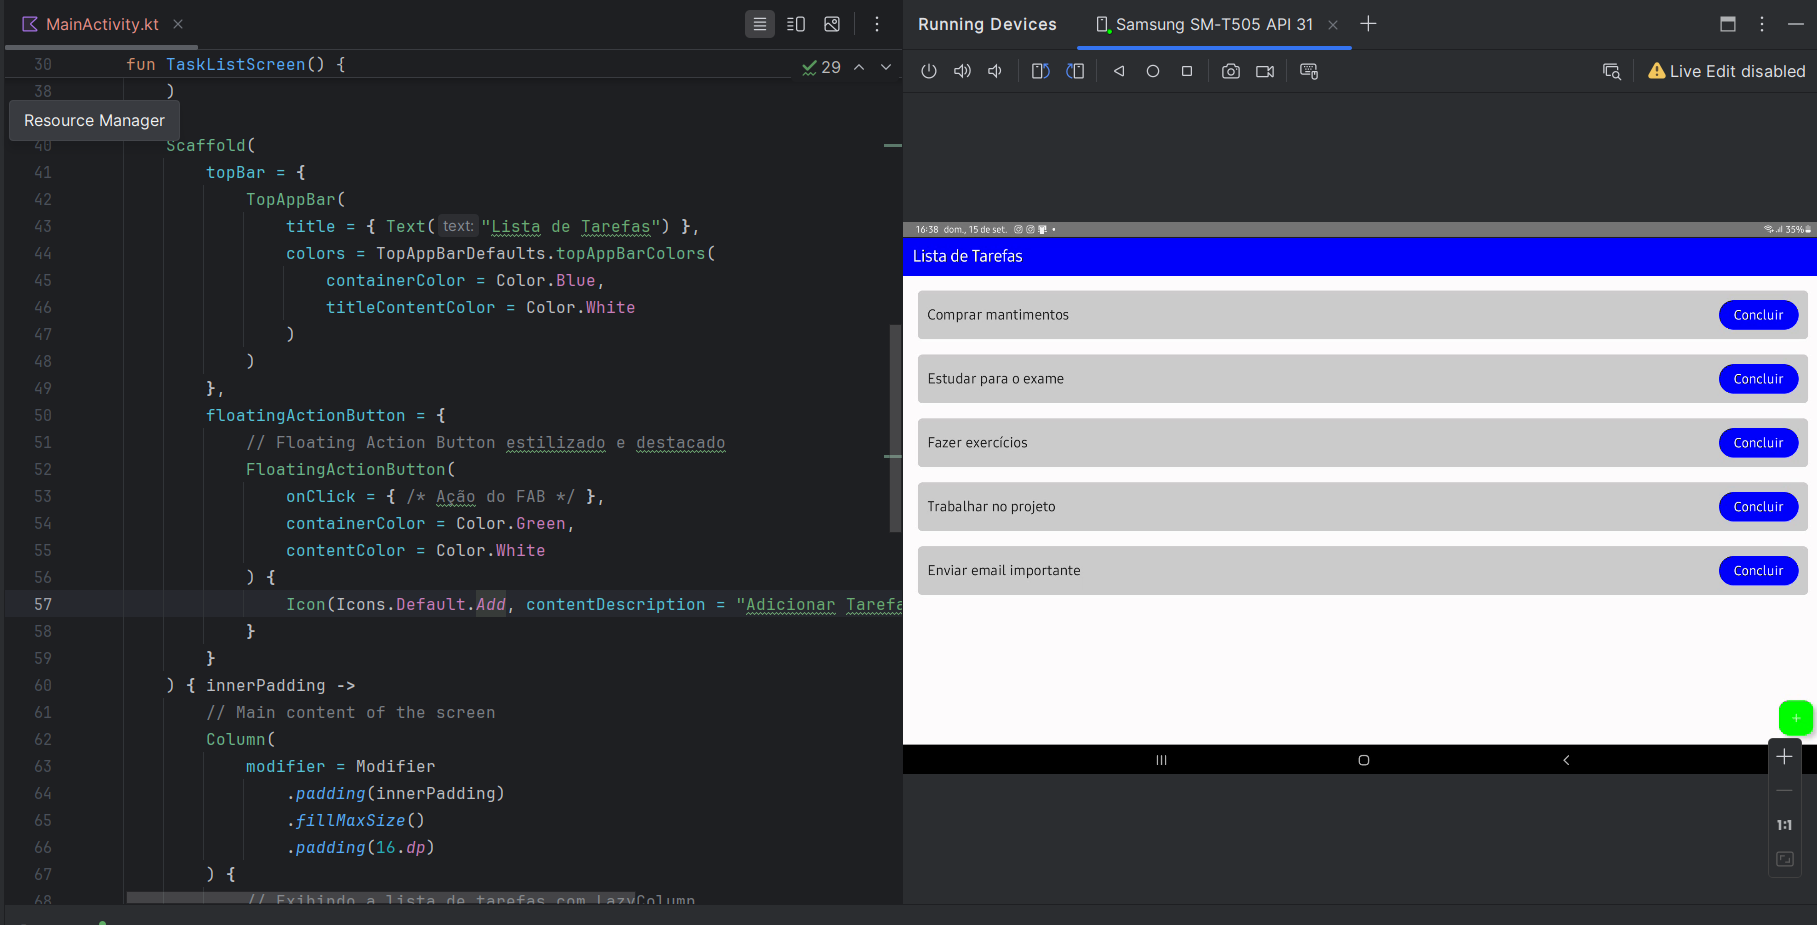 MainActivity.kt
30 fun TaskListScreen() {
29
38 )
Resource Manager
40 Scaffold(
41 topBar = {
42 TopAppBar(
43 title = { Text( text: "Lista de Tarefas") },
44 colors = TopAppBarDefaults.topAppBarColors(
45 containerColor = Color.Blue,
46 titleContentColor = Color.White
47 )
48 )
49 },
50 floatingActionButton = {
51 // Floating Action Button estilizado e destacado
52 FloatingActionButton(
53 onClick = { /* Ação do FAB */ },
54 containerColor = Color.Green,
55 contentColor = Color.White
56 ) {
57 Icon(Icons.Default.Add, contentDescription = "Adicionar Tarefa
58 }
59 }
60 ) { innerPadding ->
61 // Main content of the screen
62 Column(
63 modifier = Modifier
64 .padding(innerPadding)
65 .fillMaxSize()
66 .padding(16.dp)
67 ) {
68 // Exibindo a lista de tarefas com LazyColumn
Running Devices
Samsung SM-T505 API 31
Live Edit disabled
16:38 dom., 15 de set.
35%
Lista de Tarefas
Comprar mantimentos Concluir
Estudar para o exame Concluir
Fazer exercícios Concluir
Trabalhar no projeto Concluir
Enviar email importante Concluir
1:1